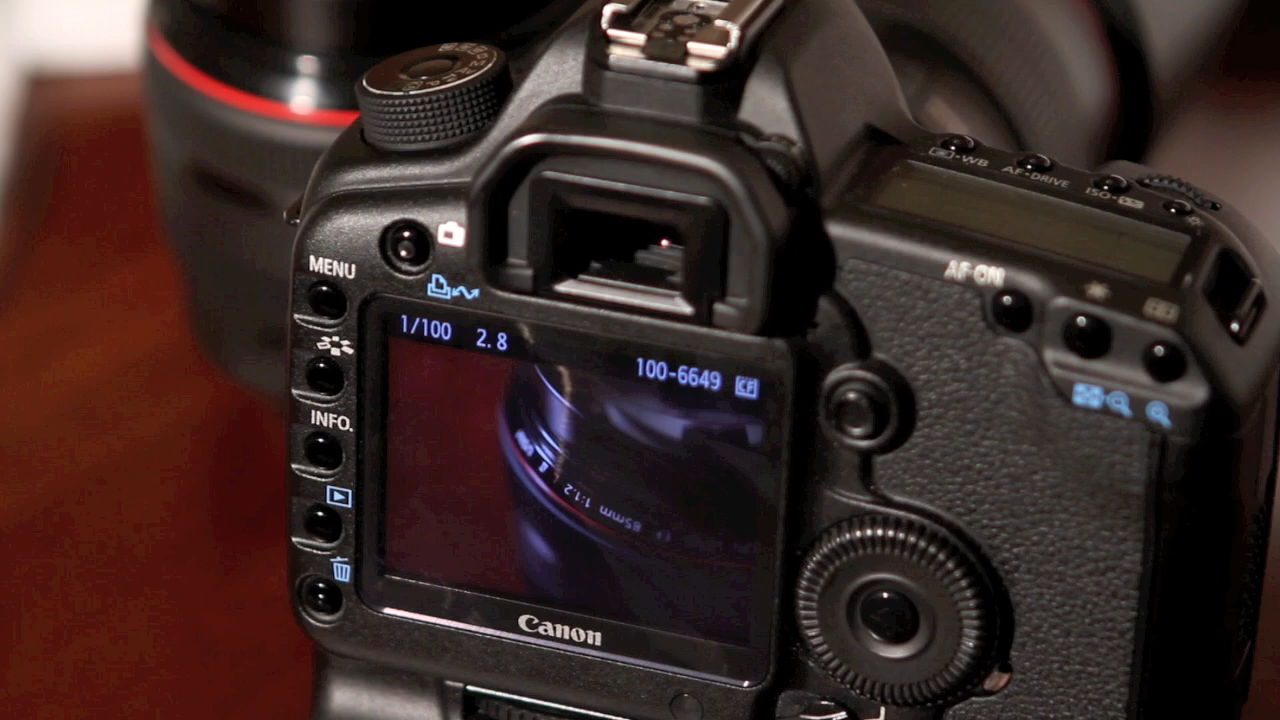 ·WB
AF·DRIVE
ISO·
AF-ON
MENU
1/100 2.8
100-6649 CF
INFO.
85mm 1:1.2 L
Canon